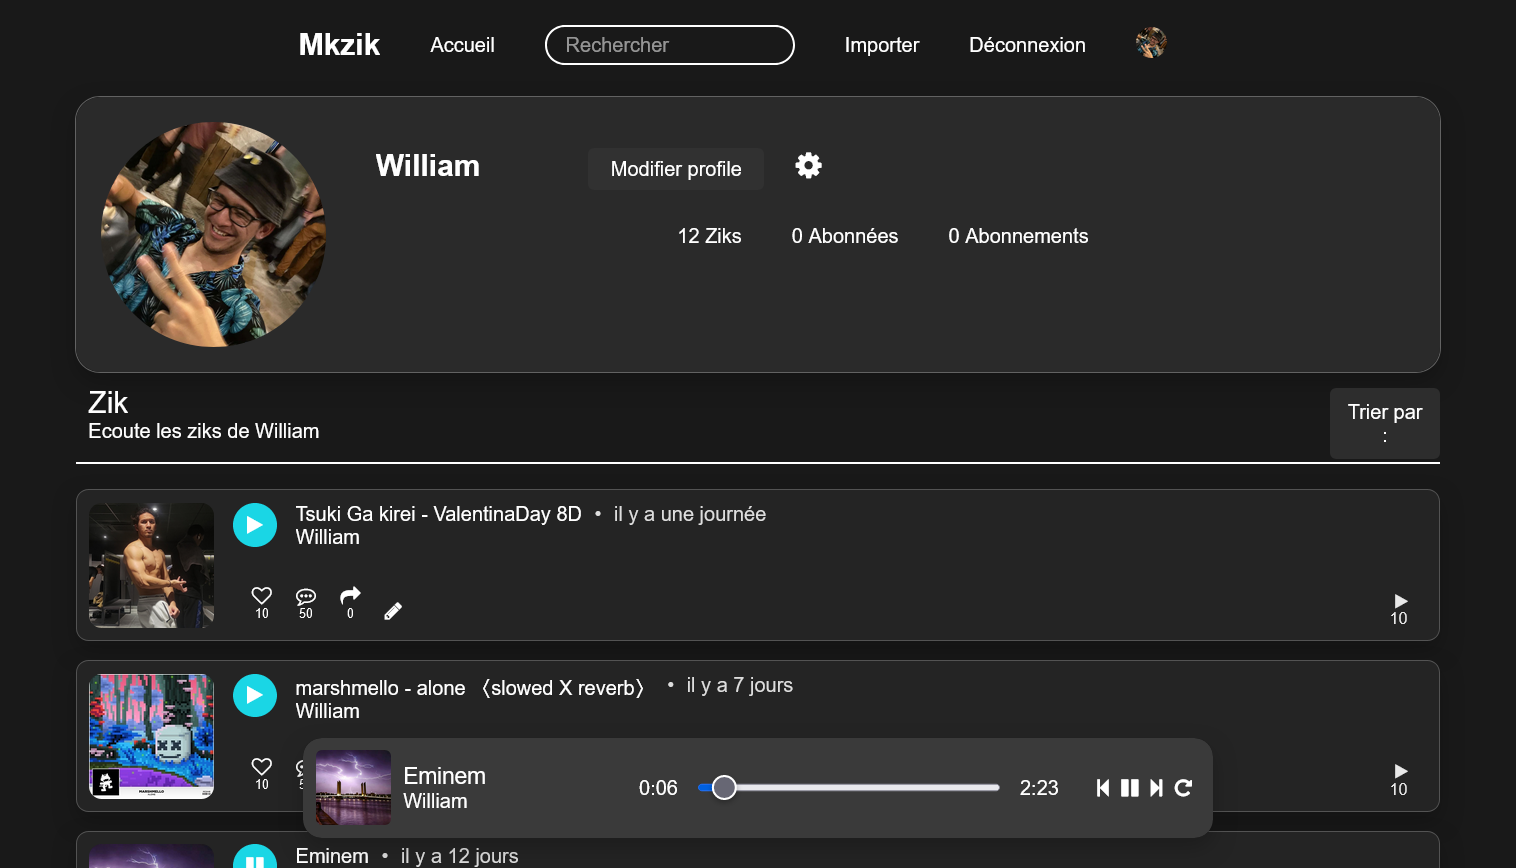 Mkzik
Accueil
Rechercher
Importer
Déconnexion
William
Modifier profile
12 Ziks
0 Abonnées
0 Abonnements
Zik
Ecoute les ziks de William
Trier par
:
Tsuki Ga kirei - ValentinaDay 8D • il y a une journée
William
10
50
0
10
marshmello - alone 〈slowed X reverb〉 • il y a 7 jours
William
10
10
MARSHMELLO
Eminem
William
0:06
2:23
Eminem • il y a 12 jours